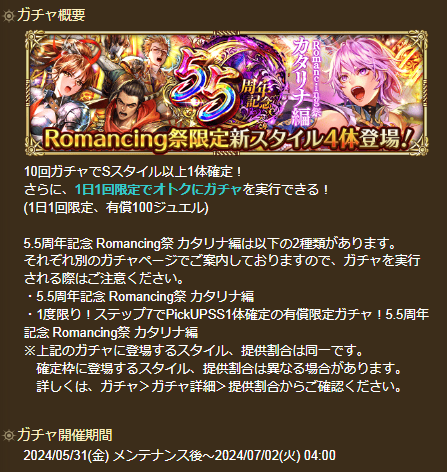 ガチャ概要
5.5周年記念
Romancing祭
カタリナ編
Romancing祭限定新スタイル4体登場!
10回ガチャでSスタイル以上1体確定!
さらに、1日1回限定でオトクにガチャを実行できる!
(1日1回限定、有償100ジュエル)
5.5周年記念 Romancing祭 カタリナ編は以下の2種類があります。
それぞれ別のガチャページでご案内しておりますので、ガチャを実行
される際はご注意ください。
・5.5周年記念 Romancing祭 カタリナ編
・1度限り!ステップ7でPickUPSS1体確定の有償限定ガチャ!5.5周年
記念 Romancing祭 カタリナ編
※上記のガチャに登場するスタイル、提供割合は同一です。
確定枠に登場するスタイル、提供割合は異なる場合があります。
詳しくは、ガチャ>ガチャ詳細>提供割合からご確認ください。
ガチャ開催期間
2024/05/31(金) メンテナンス後～2024/07/02(火) 04:00